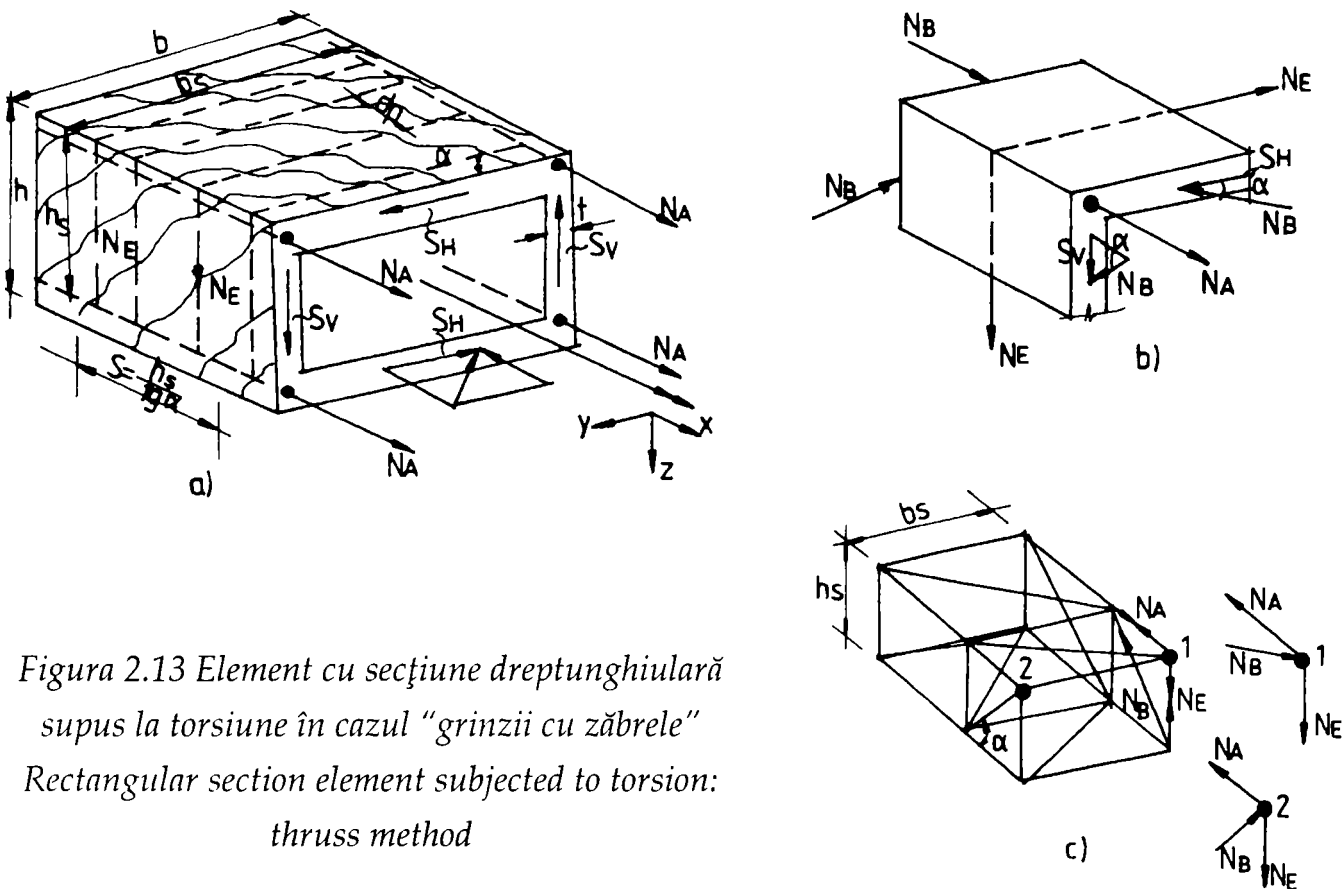 b
bs
h
hs
NE
NE
α
SH
SV
NA
NA
t
SV
SH
NA
NA
S= hs
tgα
y
x
z
a)
NB
NE
NB
SH
α
NB
SV
α
NB
NA
NE
b)
bs
hs
NA
1
2
NB
NE
α
NA
NB
1
NE
NA
2
NB
NE
c)
Figura 2.13 Element cu secţiune dreptunghiulară
supus la torsiune în cazul “grinzii cu zăbrele”
Rectangular section element subjected to torsion:
thruss method